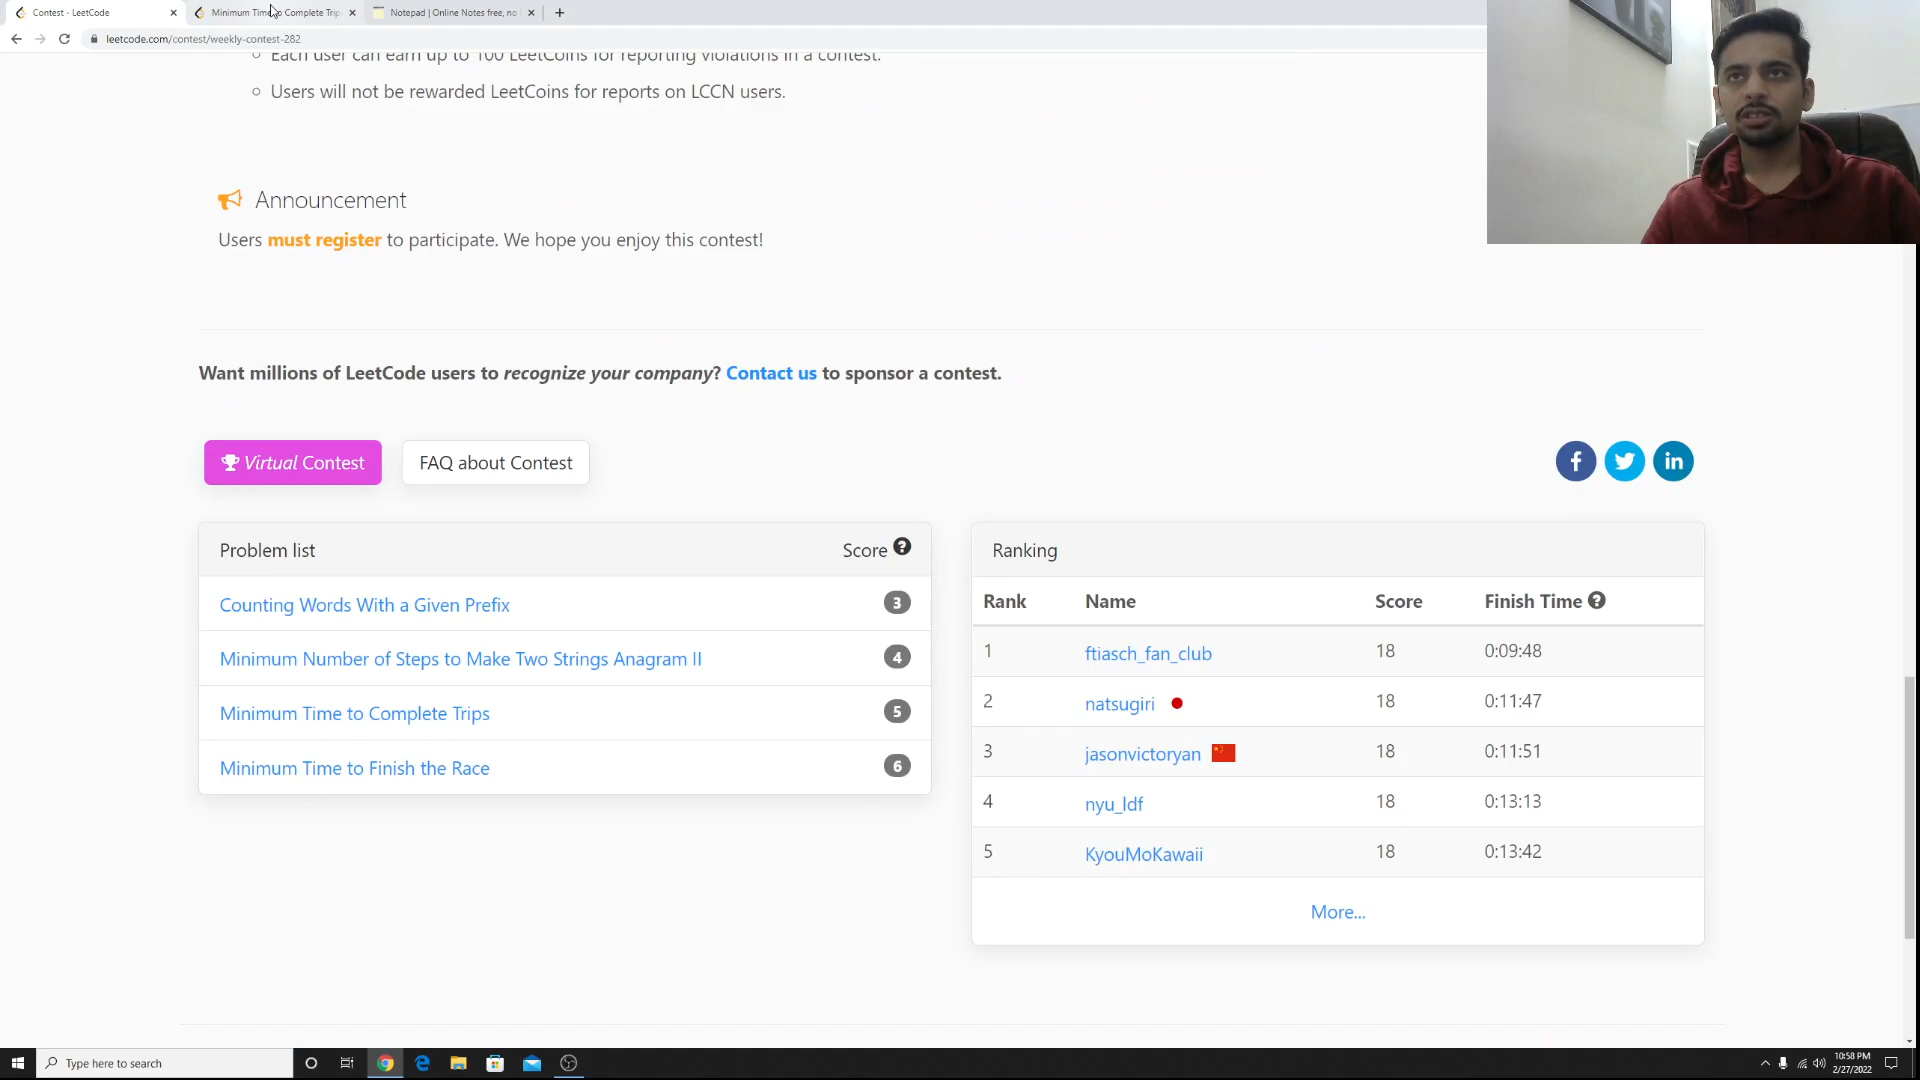 Contest - LeetCode
Minimum Time to Complete Trip
Notepad | Online Notes free, no
leetcode.com/contest/weekly-contest-282
Each user can earn up to 100 LeetCoins for reporting violations in a contest.
Users will not be rewarded LeetCoins for reports on LCCN users.
Announcement
Users must register to participate. We hope you enjoy this contest!
Want millions of LeetCode users to recognize your company? Contact us to sponsor a contest.
Virtual Contest
FAQ about Contest
Problem list Score
Counting Words With a Given Prefix 3
Minimum Number of Steps to Make Two Strings Anagram II 4
Minimum Time to Complete Trips 5
Minimum Time to Finish the Race 6
Ranking
Rank Name Score Finish Time
1 ftiasch_fan_club 18 0:09:48
2 natsugiri 18 0:11:47
3 jasonvictoryan 18 0:11:51
4 nyu_ldf 18 0:13:13
5 KyouMoKawaii 18 0:13:42
More...
Type here to search
10:58 PM
2/27/2022